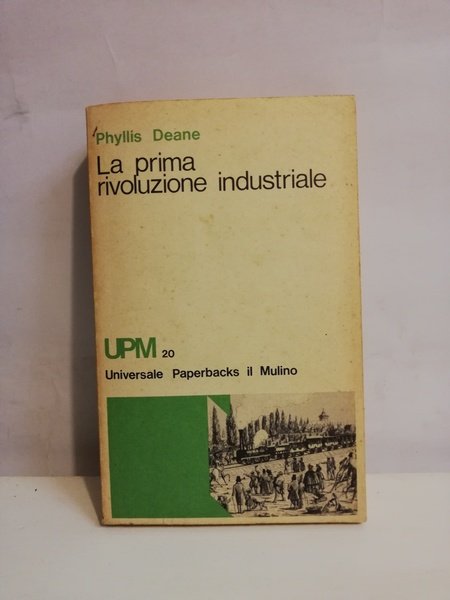 Phyllis Deane
La prima
rivoluzione industriale
UPM 20
Universale Paperbacks il Mulino